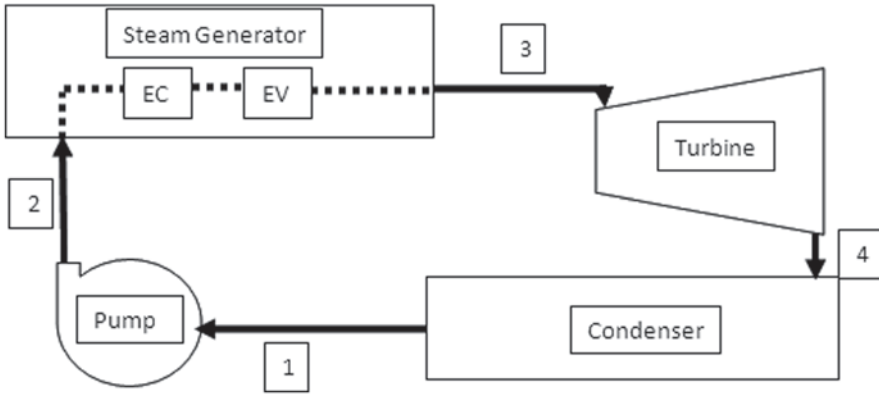 Steam Generator
3
EC
EV
Turbine
2
4
Pump
Condenser
1